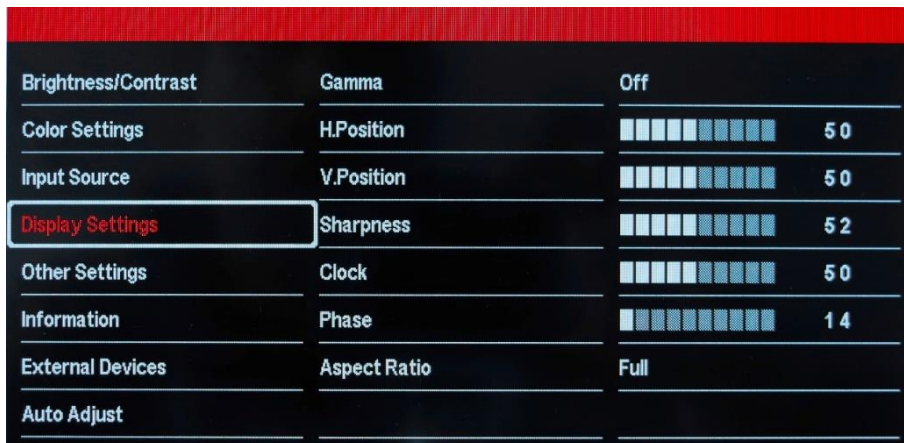 Brightness/Contrast Gamma Off
Color Settings H.Position 50
Input Source V.Position 50
Display Settings Sharpness 52
Other Settings Clock 50
Information Phase 14
External Devices Aspect Ratio Full
Auto Adjust